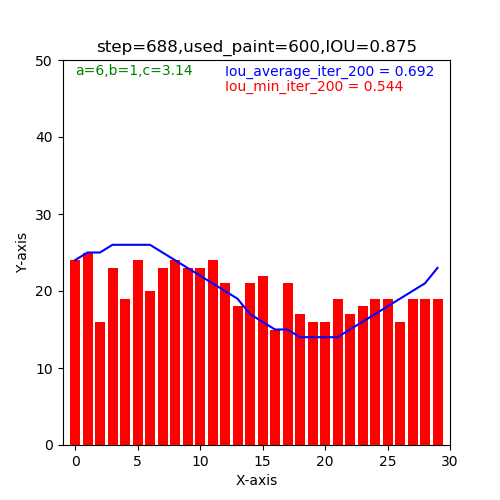 step=688,used_paint=600,IOU=0.875
a=6,b=1,c=3.14
Iou_average_iter_200 = 0.692
Iou_min_iter_200 = 0.544
50
40
30
20
10
0
Y-axis
0 5 10 15 20 25 30
X-axis